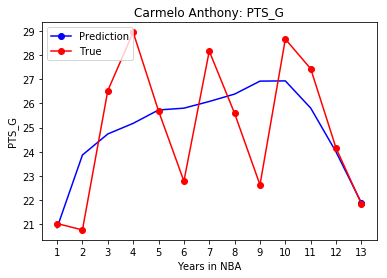 Carmelo Anthony: PTS_G
Prediction
True
PTS_G
29
28
27
26
25
24
23
22
21
1 2 3 4 5 6 7 8 9 10 11 12 13
Years in NBA